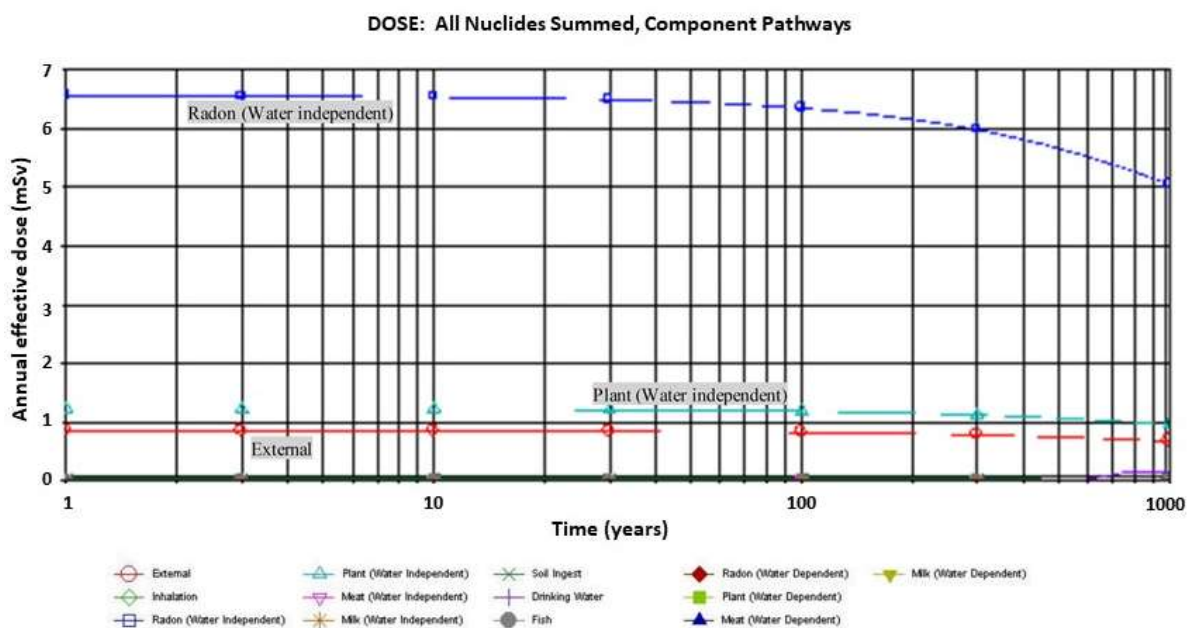 DOSE: All Nuclides Summed, Component Pathways
Annual effective dose (mSv)
7
6
5
4
3
2
1
0
Radon (Water independent)
Plant (Water independent)
External
1 10 100 1000
Time (years)
External Plant (Water Independent) Soil Ingest Radon (Water Dependent) Milk (Water Dependent)
Inhalation Meat (Water Independent) Drinking Water Plant (Water Dependent)
Radon (Water Independent) Milk (Water Independent) Fish Meat (Water Dependent)